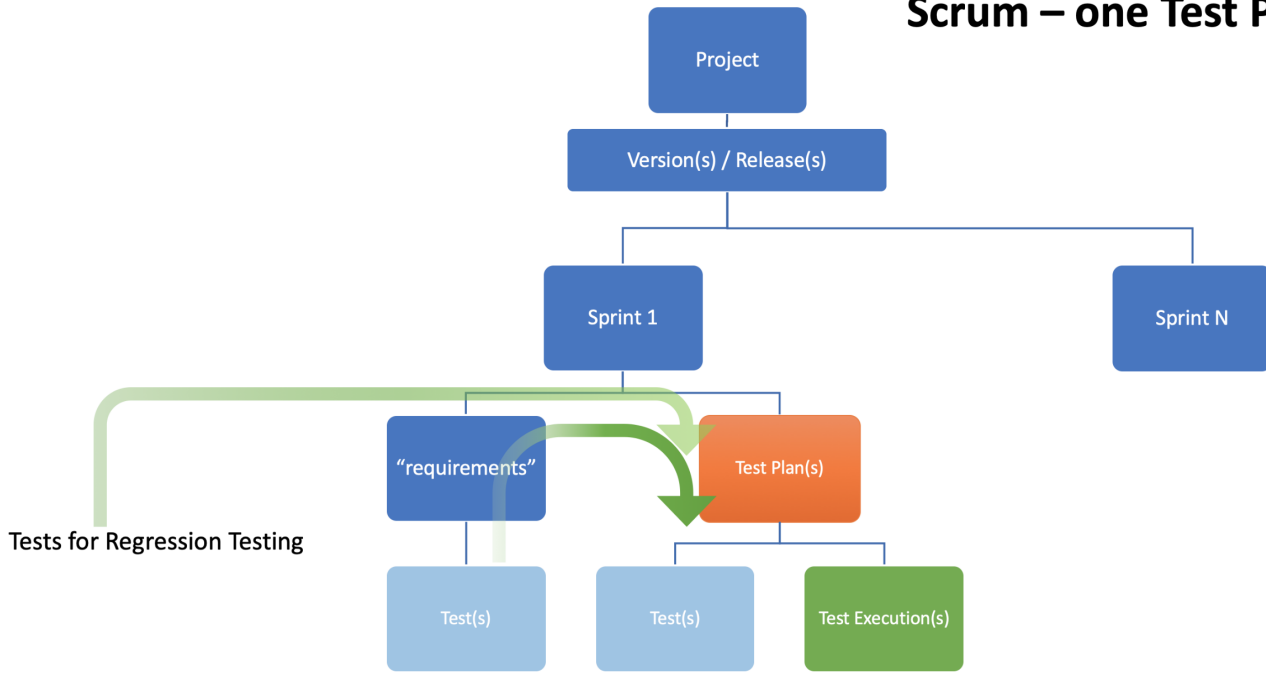 Scrum – one Test P
Project
Version(s) / Release(s)
Sprint 1
Sprint N
“requirements”
Test Plan(s)
Tests for Regression Testing
Test(s)
Test(s)
Test Execution(s)